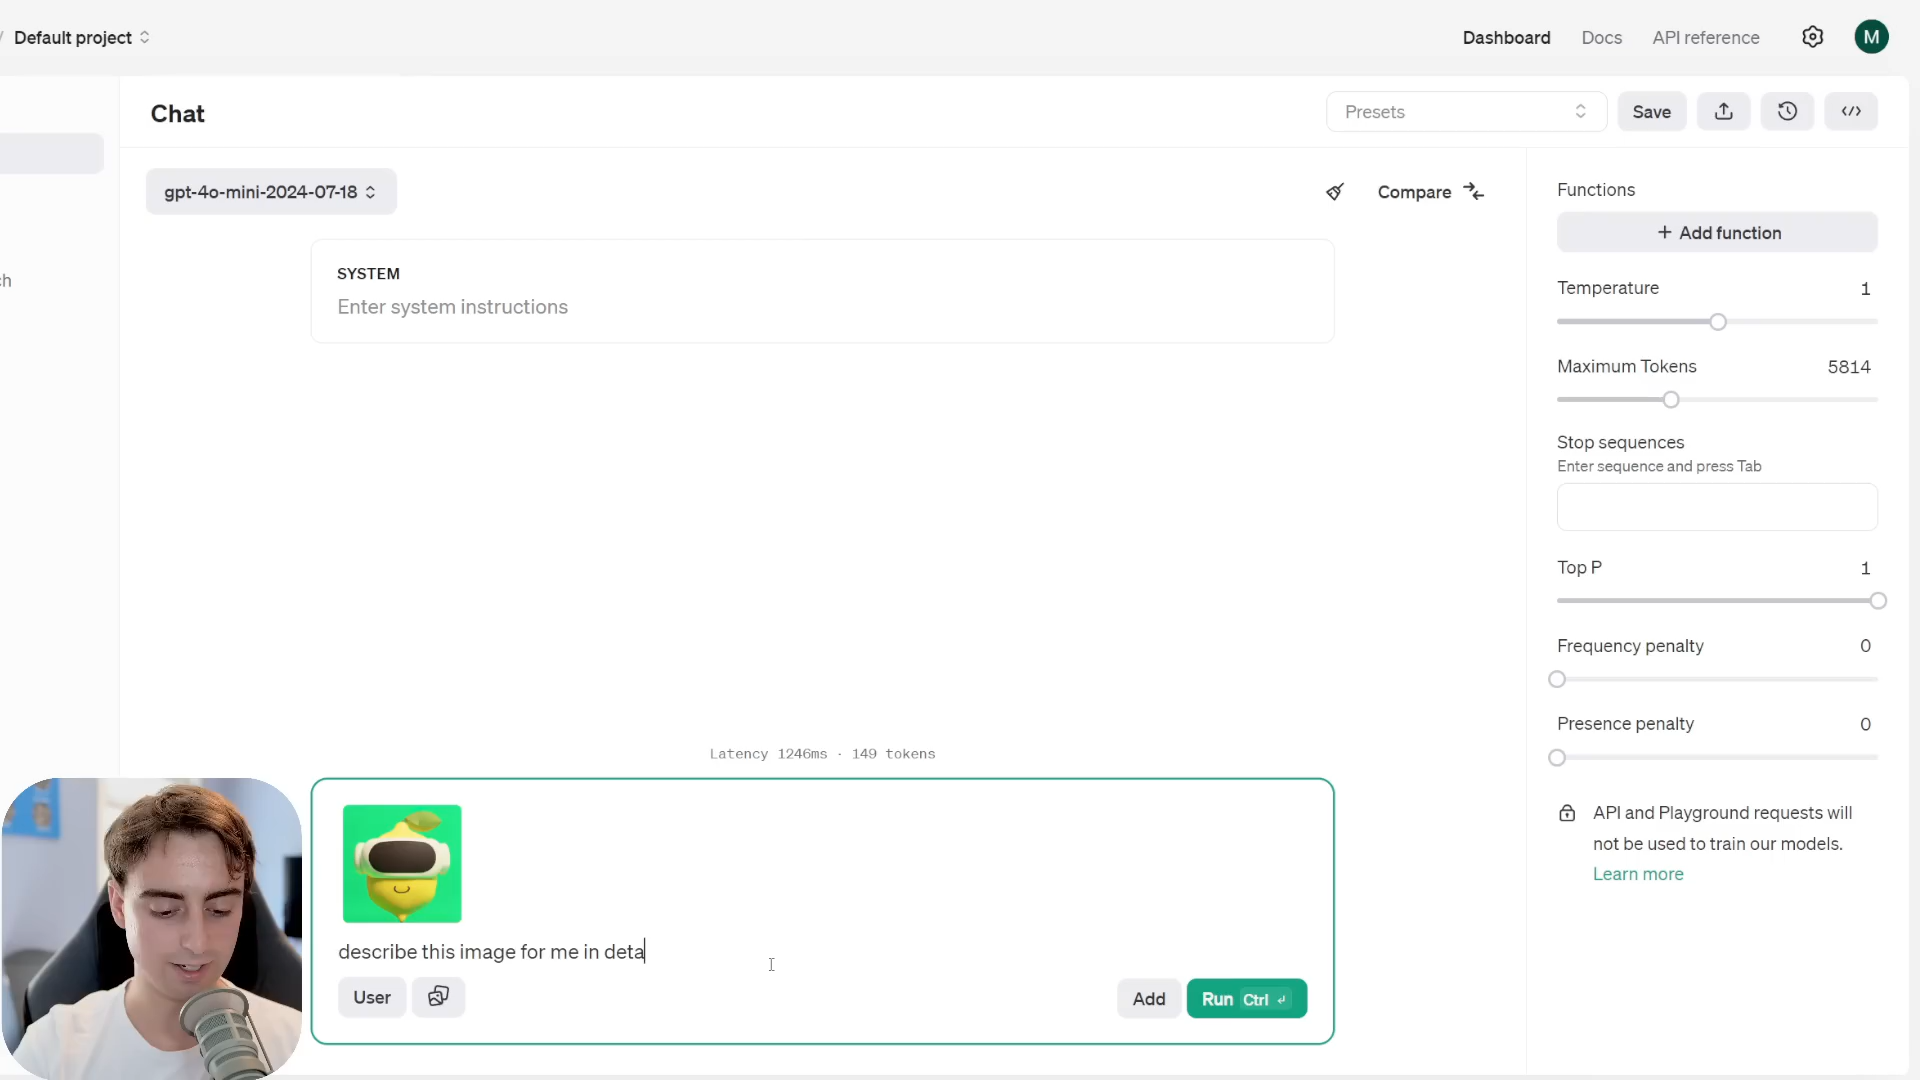 / Default project
Dashboard
Docs
API reference
M
Chat
Presets
Save
gpt-4o-mini-2024-07-18
Compare
Functions
+ Add function
SYSTEM
Enter system instructions
ch
Temperature
1
Maximum Tokens
5814
Stop sequences
Enter sequence and press Tab
Top P
1
Frequency penalty
0
Presence penalty
0
Latency 1246ms · 149 tokens
API and Playground requests will
not be used to train our models.
Learn more
describe this image for me in deta
User
Add
Run Ctrl ↵